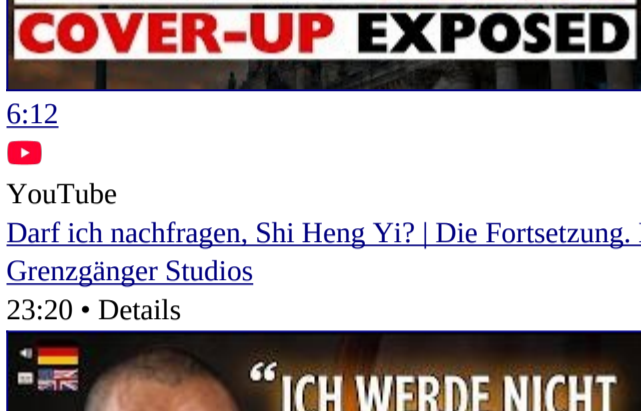 COVER-UP EXPOSED
6:12
YouTube
Darf ich nachfragen, Shi Heng Yi? | Die Fortsetzung.
Grenzgänger Studios
23:20 • Details
“ICH WERDE NICHT